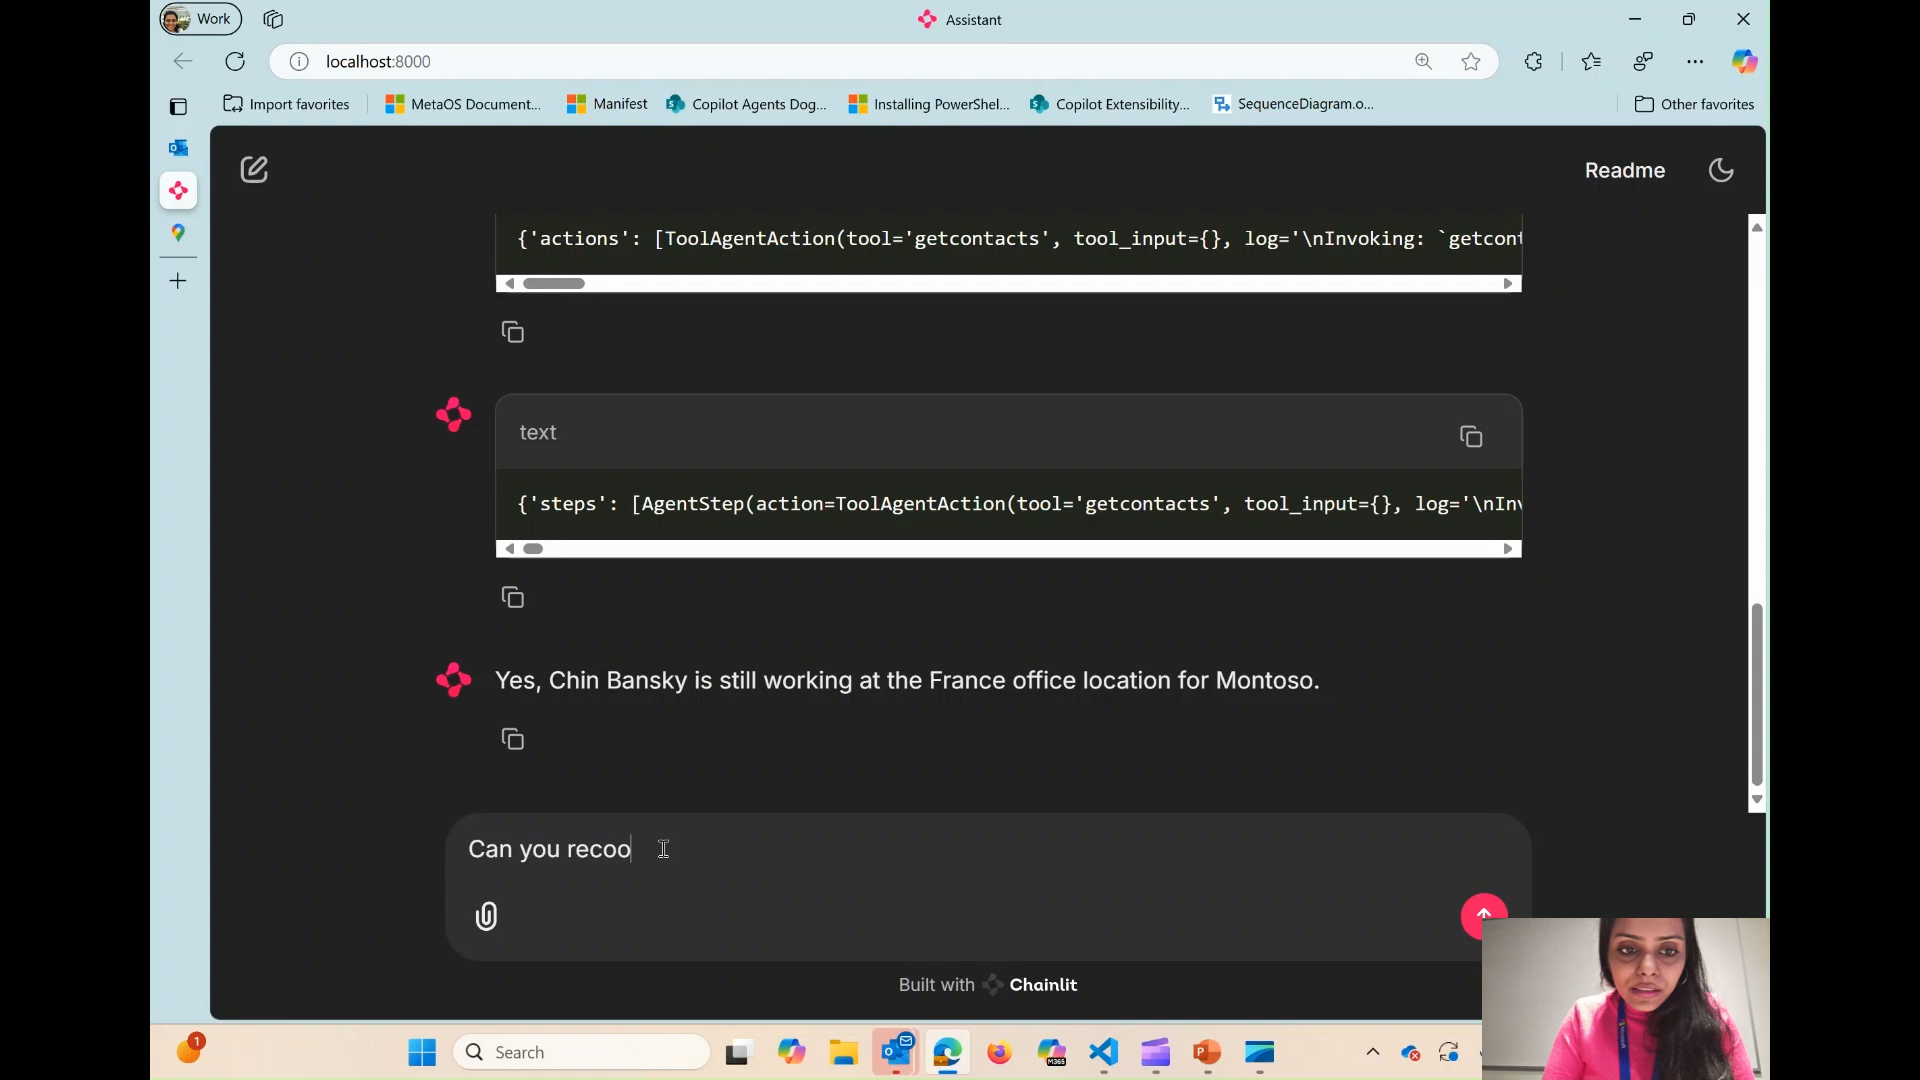 Work
Assistant
localhost:8000
Import favorites
MetaOS Document...
Manifest
Copilot Agents Dog...
Installing PowerShel...
Copilot Extensibility...
SequenceDiagram.o...
Other favorites
Readme
{'actions': [ToolAgentAction(tool='getcontacts', tool_input={}, log='\nInvoking: `getcont
text
{'steps': [AgentStep(action=ToolAgentAction(tool='getcontacts', tool_input={}, log='\nInv
Yes, Chin Bansky is still working at the France office location for Montoso.
Can you recoo
Built with Chainlit
1
Search
M365